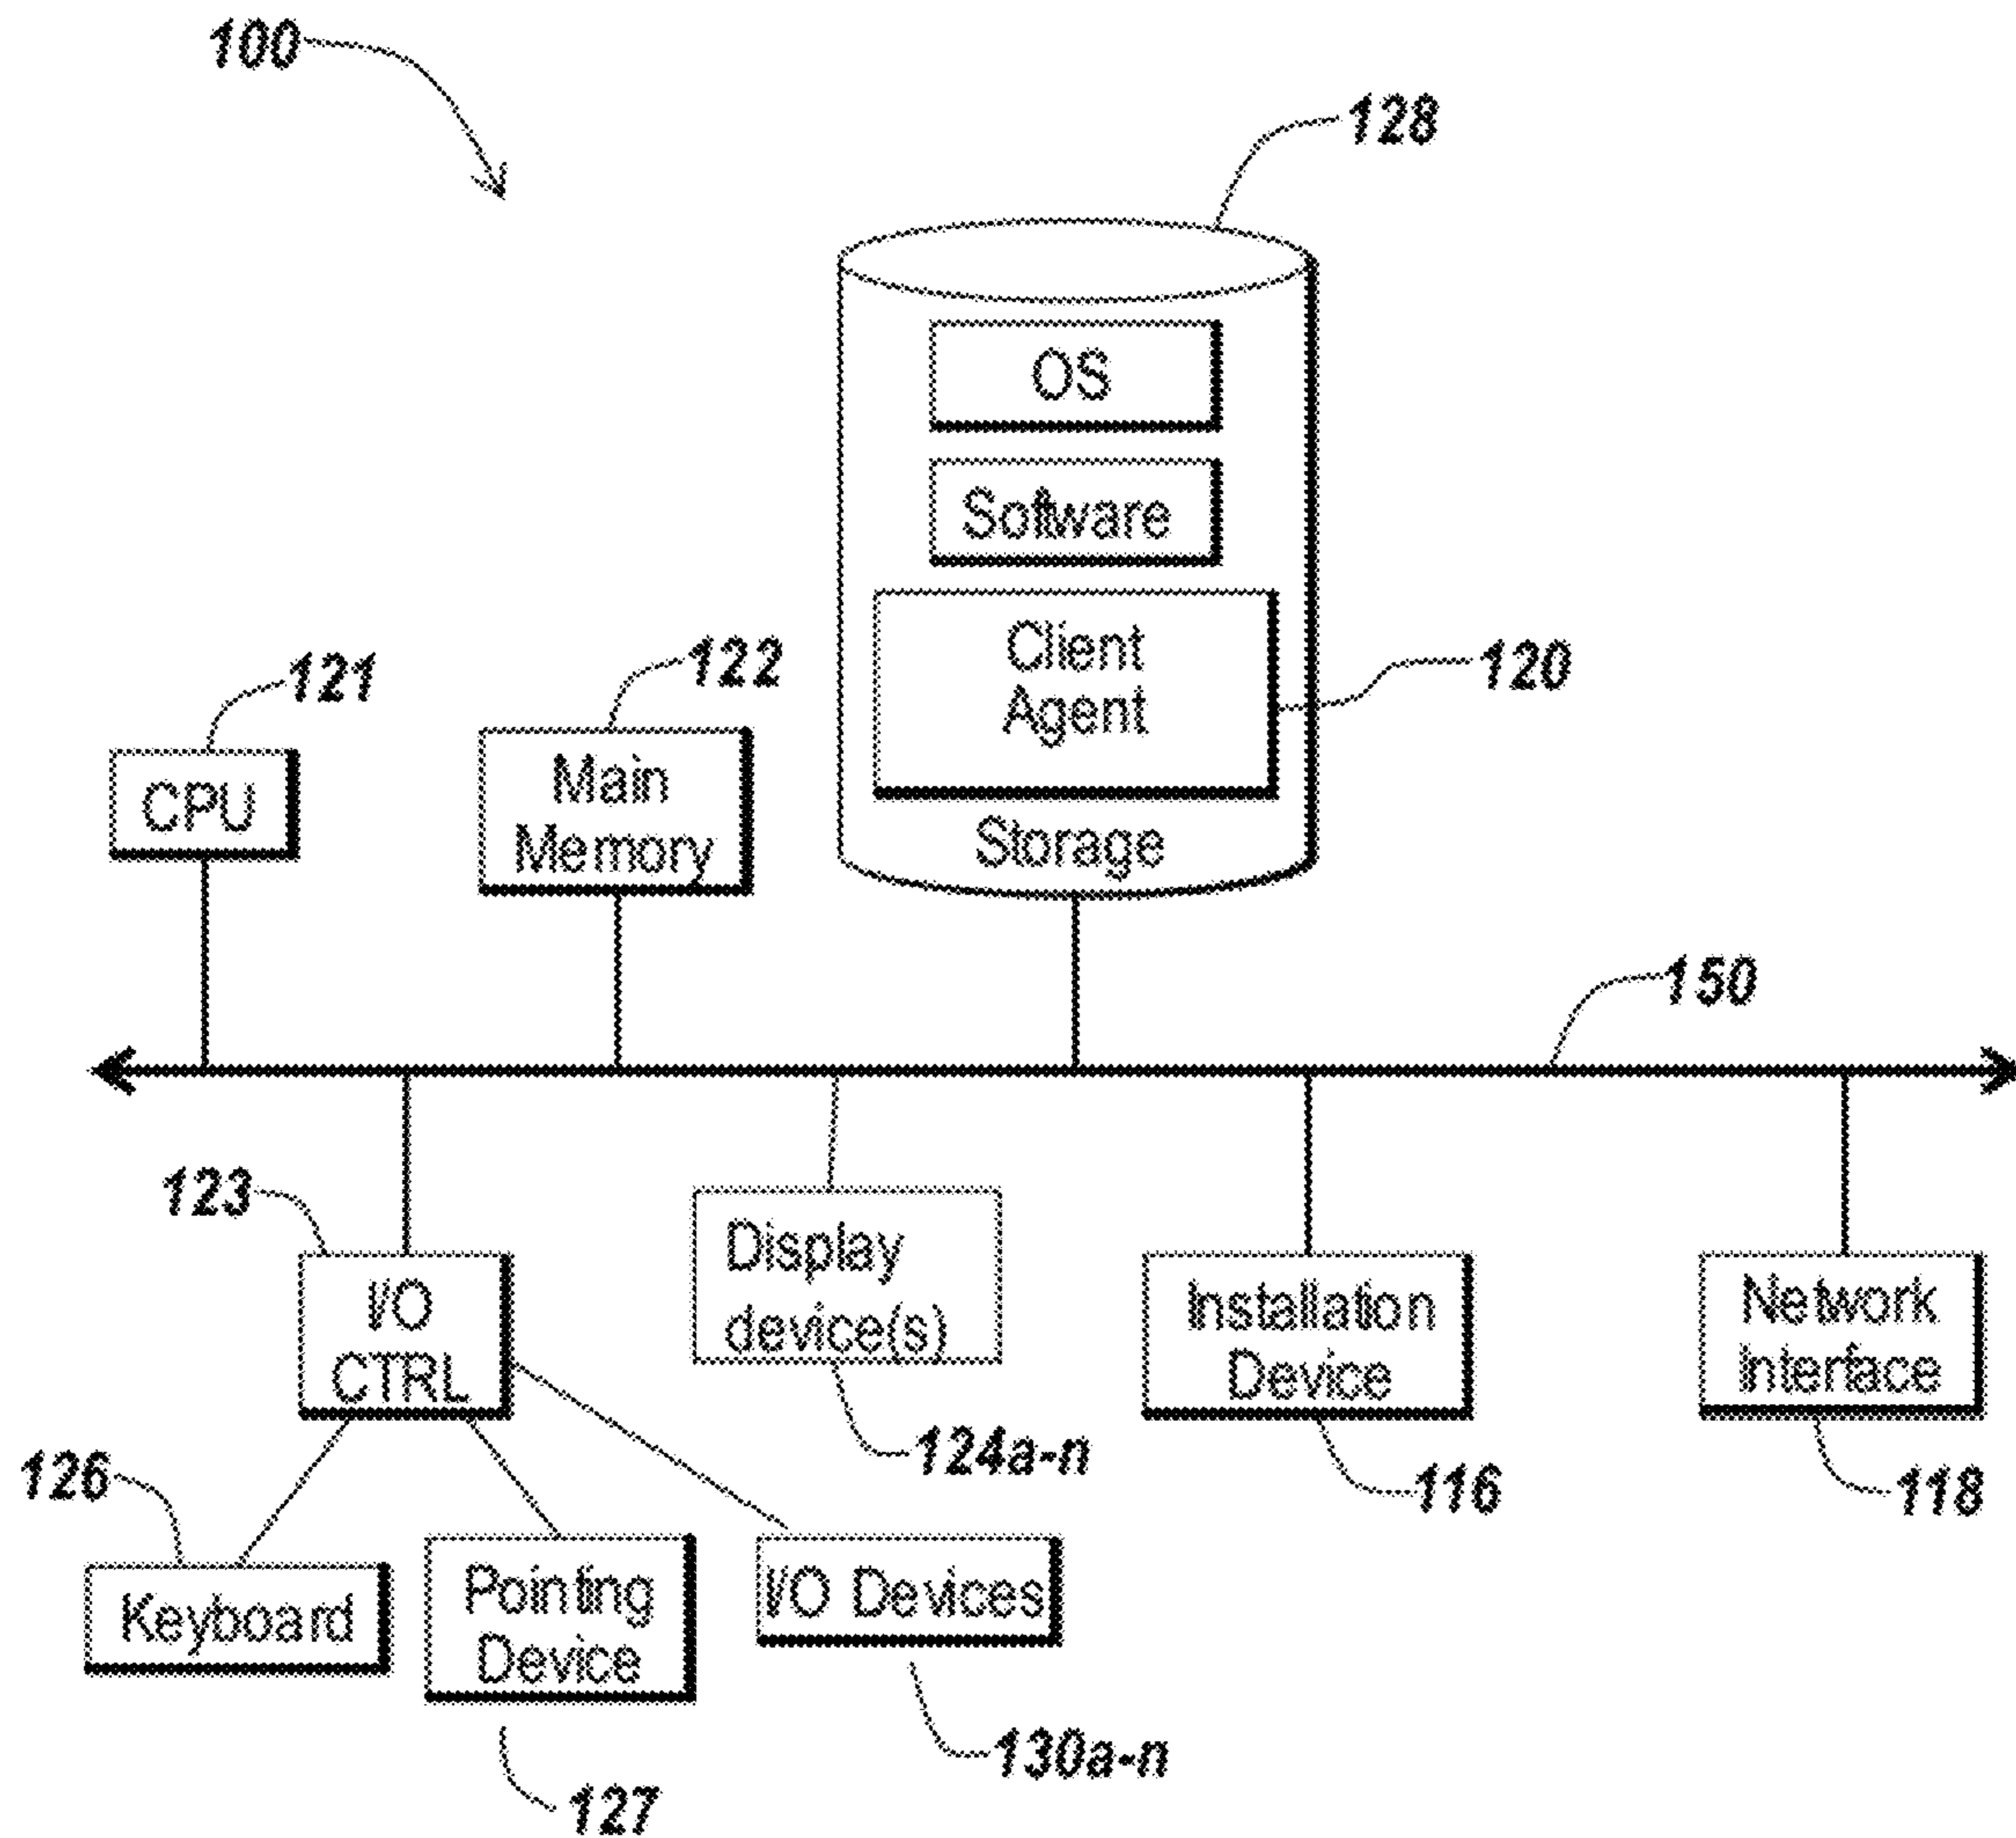 100
128
OS
Software
Client
Agent
120
Storage
121
CPU
122
Main
Memory
150
123
I/O
CTRL
Display
device(s)
124a-n
Installation
Device
116
Network
Interface
118
126
Keyboard
Pointing
Device
127
I/O Devices
130a-n